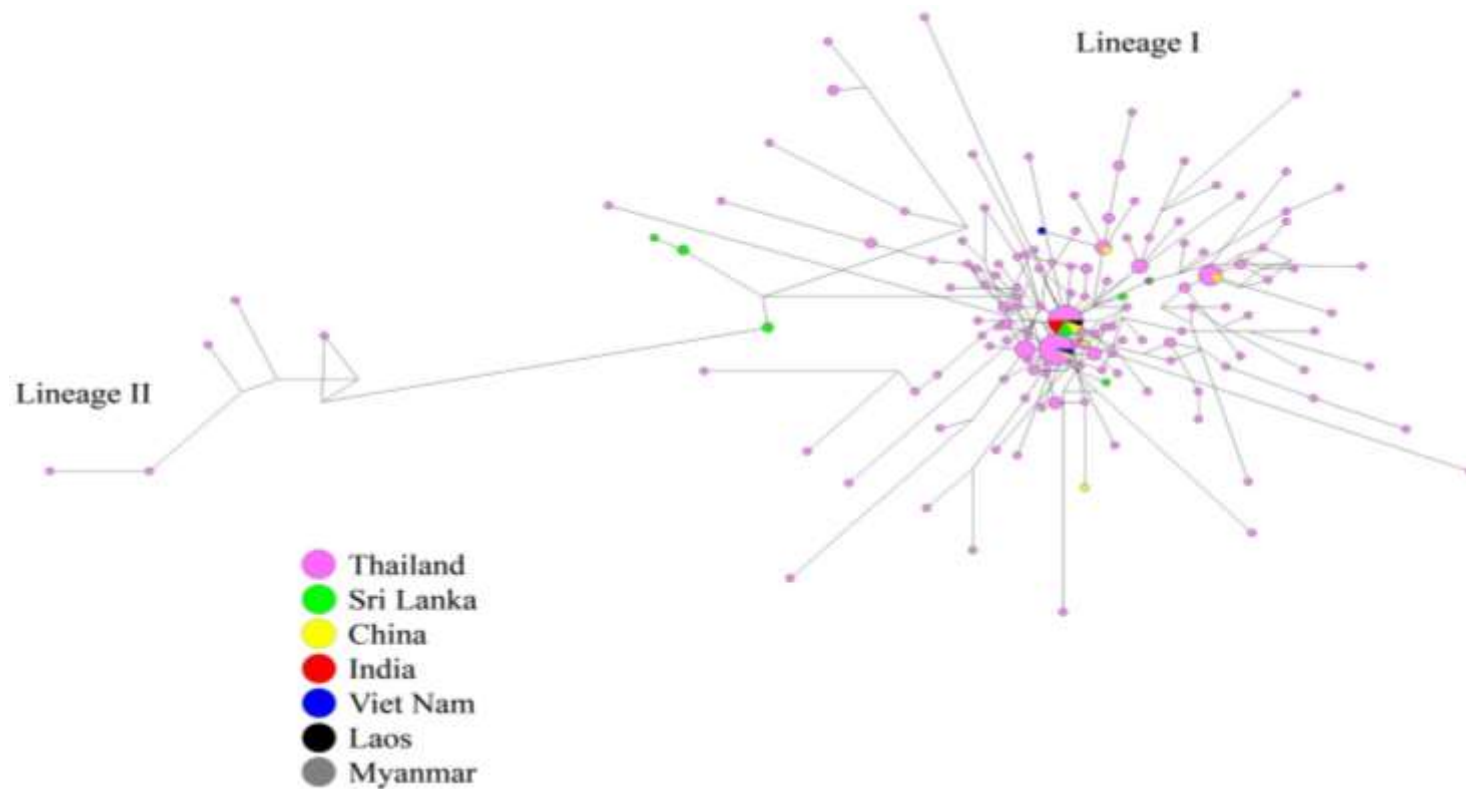 Lineage I
Lineage II
Thailand
Sri Lanka
China
India
Viet Nam
Laos
Myanmar